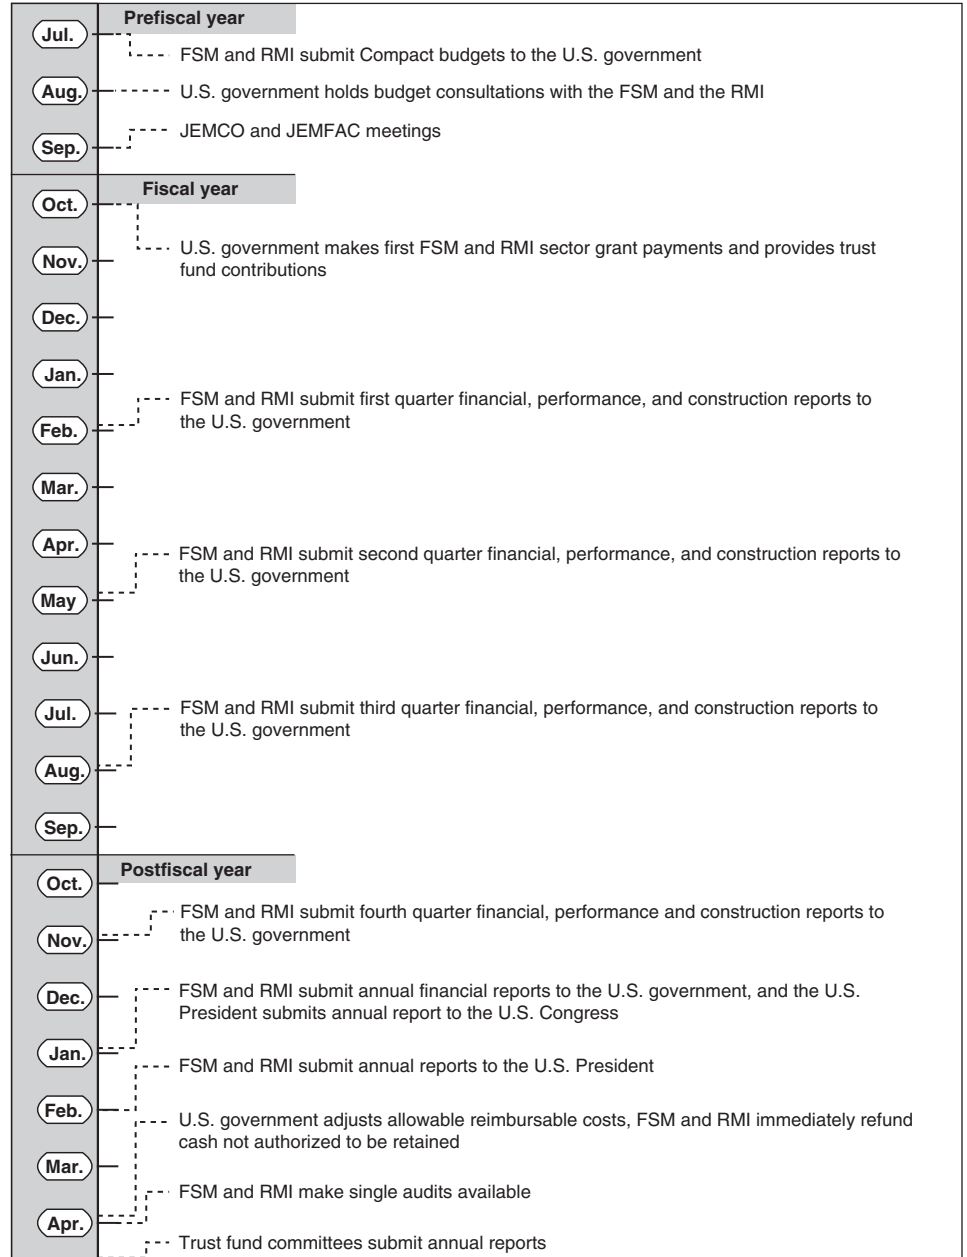 Prefiscal year
Jul.
FSM and RMI submit Compact budgets to the U.S. government
Aug.
U.S. government holds budget consultations with the FSM and the RMI
JEMCO and JEMFAC meetings
Sep.
Fiscal year
Oct.
U.S. government makes first FSM and RMI sector grant payments and provides trust
fund contributions
Nov.
Dec.
Jan.
FSM and RMI submit first quarter financial, performance, and construction reports to
the U.S. government
Feb.
Mar.
Apr.
FSM and RMI submit second quarter financial, performance, and construction reports to
the U.S. government
May
Jun.
Jul.
FSM and RMI submit third quarter financial, performance, and construction reports to
the U.S. government
Aug.
Sep.
Postfiscal year
Oct.
FSM and RMI submit fourth quarter financial, performance and construction reports to
the U.S. government
Nov.
Dec.
FSM and RMI submit annual financial reports to the U.S. government, and the U.S.
President submits annual report to the U.S. Congress
Jan.
FSM and RMI submit annual reports to the U.S. President
Feb.
U.S. government adjusts allowable reimbursable costs, FSM and RMI immediately refund
cash not authorized to be retained
Mar.
FSM and RMI make single audits available
Apr.
Trust fund committees submit annual reports